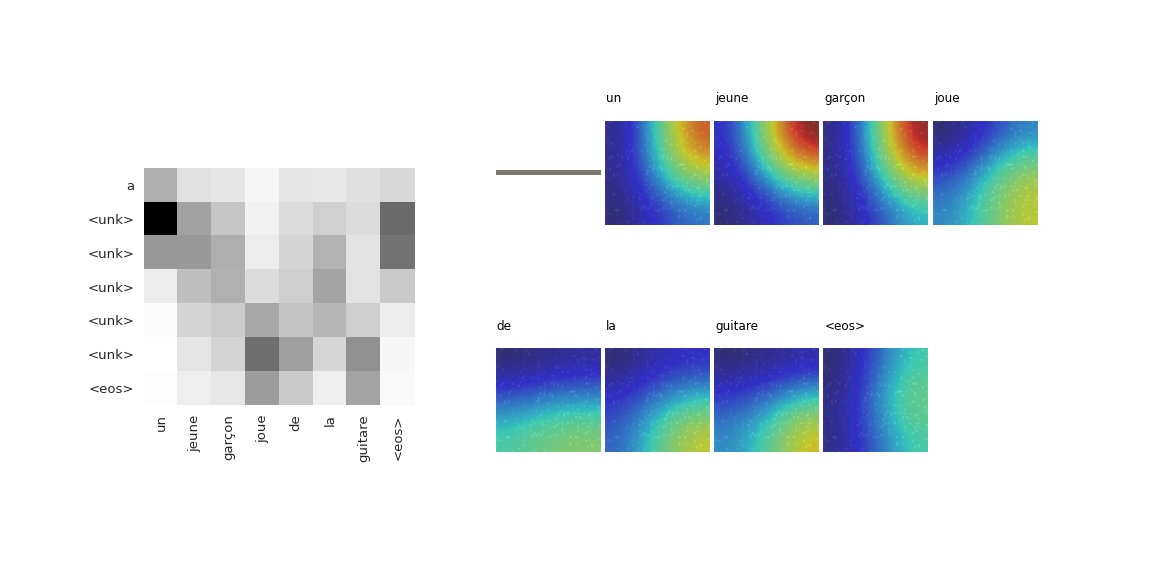 a
<unk>
<unk>
<unk>
<unk>
<unk>
<eos>
un
jeune
garçon
joue
de
la
guitare
<eos>
un jeune garçon joue
de la guitare <eos>